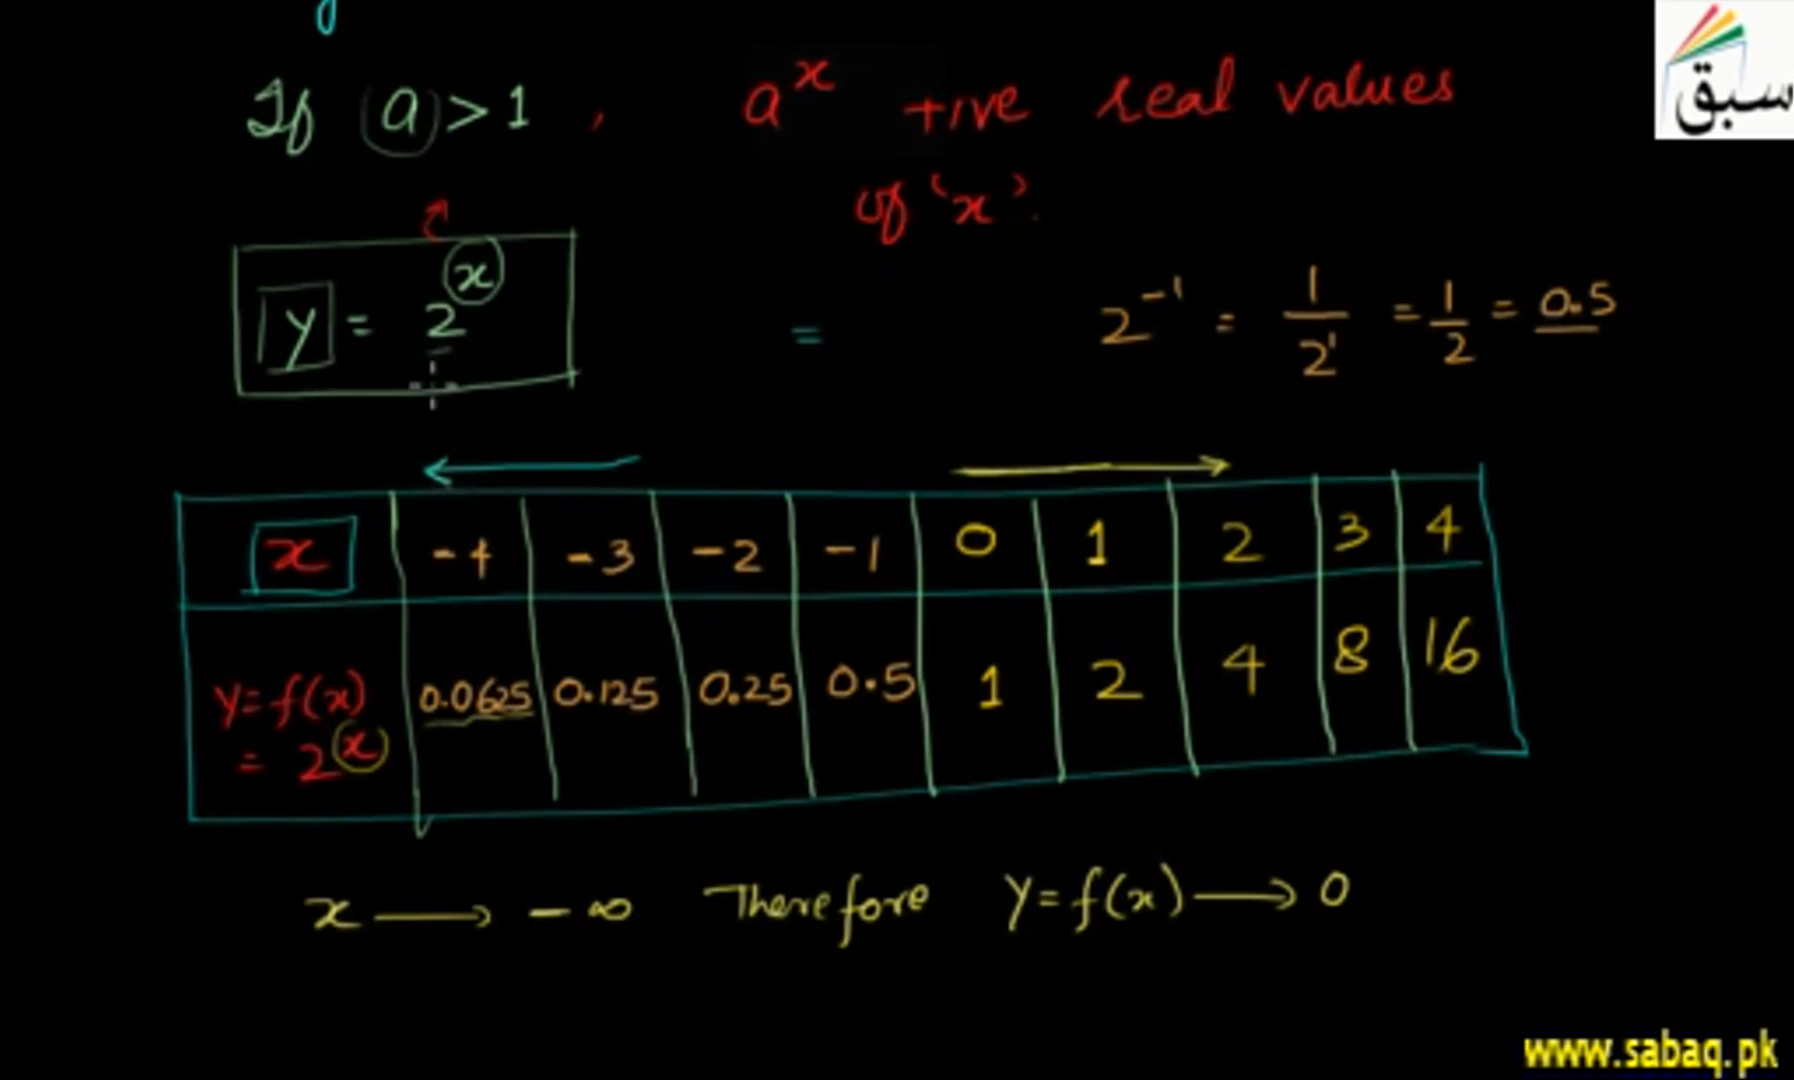 If a > 1 , a^x +ive real values
of 'x'.
y = 2^x = 2^-1 = 1/2^1 = 1/2 = 0.5
x -4 -3 -2 -1 0 1 2 3 4
y=f(x) 0.0625 0.125 0.25 0.5 1 2 4 8 16
= 2^x
x → -∞ Therefore y=f(x) → 0
سبق
www.sabaq.pk